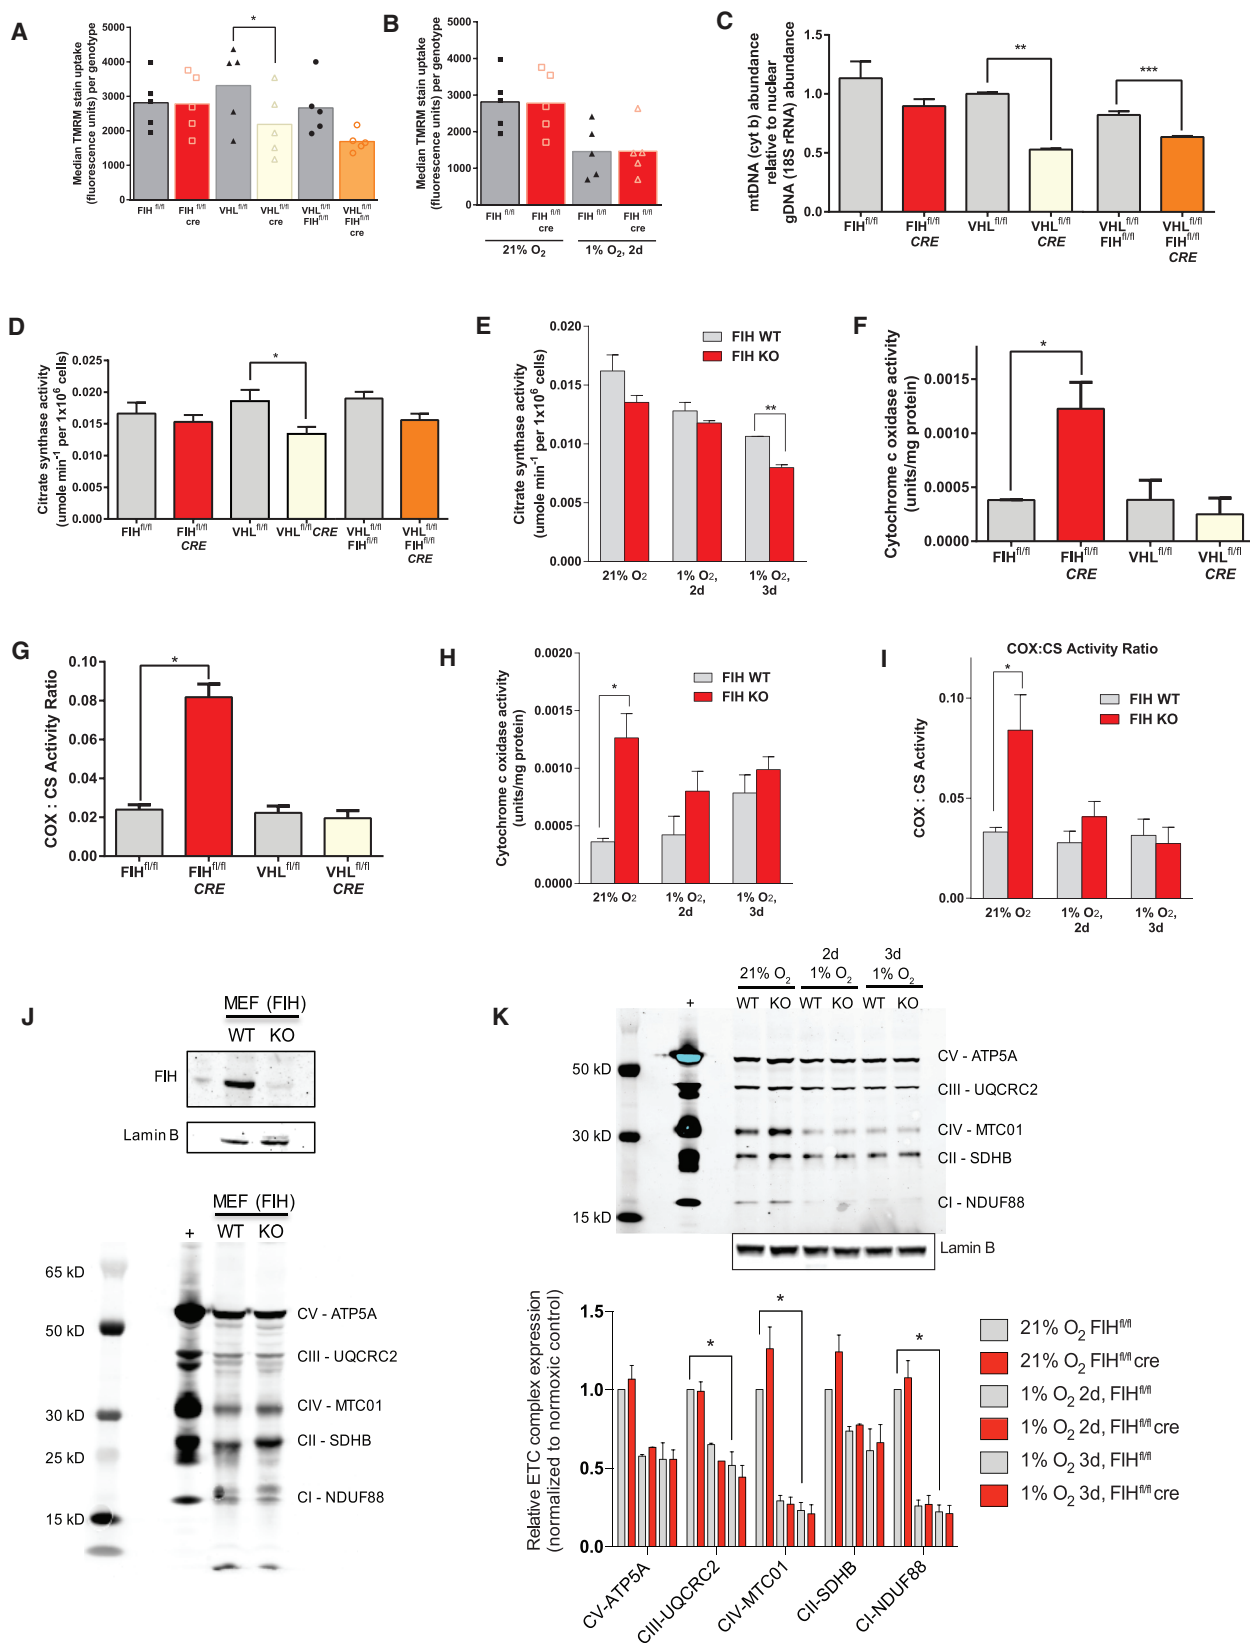 A
Median TMRM stain uptake
(fluorescence units) per genotype
5000
4000
3000
2000
1000
0
*
FIH fl/fl
FIH fl/fl
cre
VHL fl/fl
VHL fl/fl
cre
VHL fl/fl
FIH fl/fl
VHL fl/fl
FIH fl/fl
cre
B
Median TMRM stain uptake
(fluorescence units) per genotype
5000
4000
3000
2000
1000
0
FIH fl/fl
FIH fl/fl
cre
FIH fl/fl
FIH fl/fl
cre
21% O2
1% O2, 2d
C
mtDNA (cyt b) abundance
relative to nuclear
gDNA (18S rRNA) abundance
1.5
1.0
0.5
0.0
**
***
FIH fl/fl
FIH fl/fl
CRE
VHL fl/fl
VHL fl/fl
CRE
VHL fl/fl
FIH fl/fl
VHL fl/fl
FIH fl/fl
CRE
D
Citrate synthase activity
(umole min-1 per 1x10^6 cells)
0.025
0.020
0.015
0.010
0.005
0.000
*
FIH fl/fl
FIH fl/fl
CRE
VHL fl/fl
VHL fl/fl CRE
VHL fl/fl
FIH fl/fl
VHL fl/fl
FIH fl/fl
CRE
E
Citrate synthase activity
(umole min-1 per 1x10^6 cells)
0.020
0.015
0.010
0.005
0.000
FIH WT
FIH KO
**
21% O2
1% O2,
2d
1% O2,
3d
F
Cytochrome c oxidase activity
(units/mg protein)
0.0015
0.0010
0.0005
0.0000
*
FIH fl/fl
FIH fl/fl
CRE
VHL fl/fl
VHL fl/fl
CRE
G
COX : CS Activity Ratio
0.10
0.08
0.06
0.04
0.02
0.00
*
FIH fl/fl
FIH fl/fl
CRE
VHL fl/fl
VHL fl/fl
CRE
H
Cytochrome c oxidase activity
(units/mg protein)
0.0020
0.0015
0.0010
0.0005
0.0000
FIH WT
FIH KO
*
21% O2
1% O2,
2d
1% O2,
3d
I
COX:CS Activity Ratio
COX : CS Activity
0.10
0.05
0.00
*
FIH WT
FIH KO
21% O2
1% O2,
2d
1% O2,
3d
J
MEF (FIH)
WT KO
FIH
Lamin B
MEF (FIH)
+ WT KO
65 kD
50 kD
30 kD
25 kD
15 kD
CV - ATP5A
CIII - UQCRC2
CIV - MTC01
CII - SDHB
CI - NDUF88
K
21% O2
2d
1% O2
3d
1% O2
+ WT KO WT KO WT KO
50 kD
30 kD
15 kD
CV - ATP5A
CIII - UQCRC2
CIV - MTC01
CII - SDHB
CI - NDUF88
Lamin B
Relative ETC complex expression
(normalized to normoxic control)
1.5
1.0
0.5
0.0
*
*
*
CV-ATP5A
CIII-UQCRC2
CIV-MTC01
CII-SDHB
CI-NDUF88
21% O2 FIH fl/fl
21% O2 FIH fl/fl cre
1% O2 2d, FIH fl/fl
1% O2 2d, FIH fl/fl cre
1% O2 3d, FIH fl/fl
1% O2 3d, FIH fl/fl cre